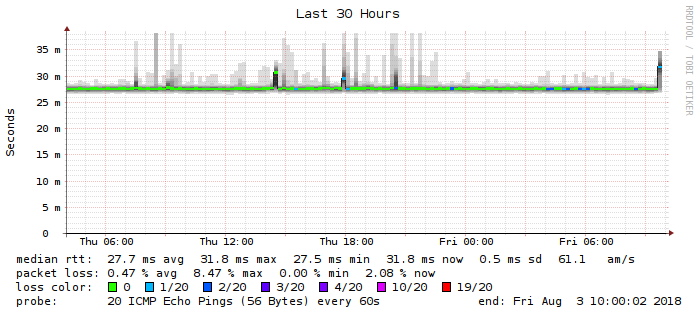 Last 30 Hours
RRDTOOL / TOBI OETIKER
Seconds
35 m
30 m
25 m
20 m
15 m
10 m
5 m
0
Thu 06:00 Thu 12:00 Thu 18:00 Fri 00:00 Fri 06:00
median rtt: 27.7 ms avg 31.8 ms max 27.5 ms min 31.8 ms now 0.5 ms sd 61.1 am/s
packet loss: 0.47 % avg 8.47 % max 0.00 % min 2.08 % now
loss color: 0 1/20 2/20 3/20 4/20 10/20 19/20
probe: 20 ICMP Echo Pings (56 Bytes) every 60s end: Fri Aug 3 10:00:02 2018